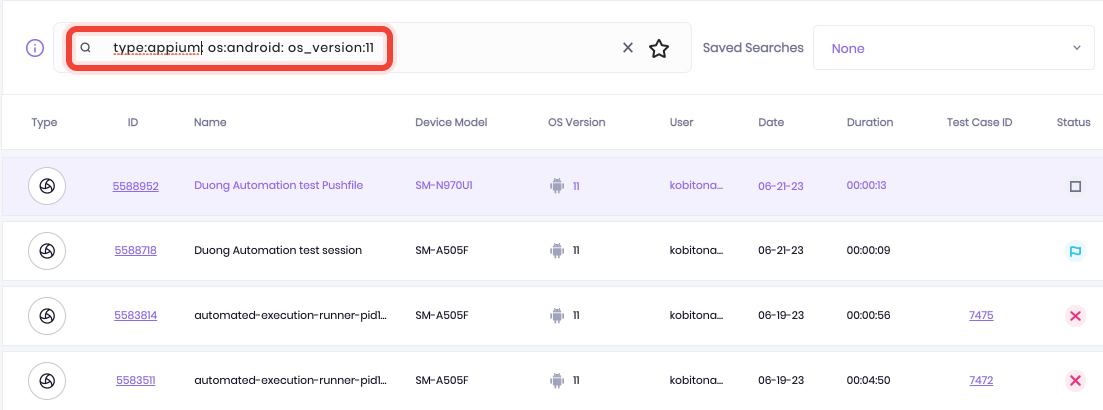 type:appium: os:android: os_version:11
Saved Searches
None
Type ID Name Device Model OS Version User Date Duration Test Case ID Status
5588952 Duong Automation test Pushfile SM-N970U1 11 kobitona... 06-21-23 00:00:13
5588718 Duong Automation test session SM-A505F 11 kobitona... 06-21-23 00:00:09
5583814 automated-execution-runner-pid1... SM-A505F 11 kobitona... 06-19-23 00:00:56 7475
5583511 automated-execution-runner-pid1... SM-A505F 11 kobitona... 06-19-23 00:04:50 7472